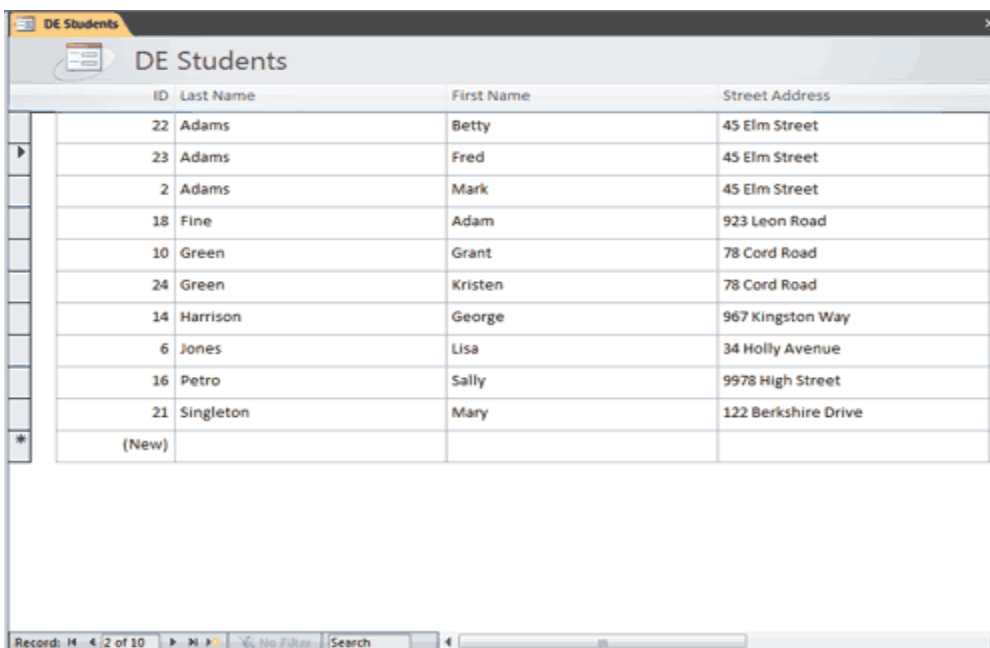 DE Students
DE Students
ID Last Name First Name Street Address
22 Adams Betty 45 Elm Street
23 Adams Fred 45 Elm Street
2 Adams Mark 45 Elm Street
18 Fine Adam 923 Leon Road
10 Green Grant 78 Cord Road
24 Green Kristen 78 Cord Road
14 Harrison George 967 Kingston Way
6 Jones Lisa 34 Holly Avenue
16 Petro Sally 9978 High Street
21 Singleton Mary 122 Berkshire Drive
* (New)
Record: 2 of 10 No Filter Search